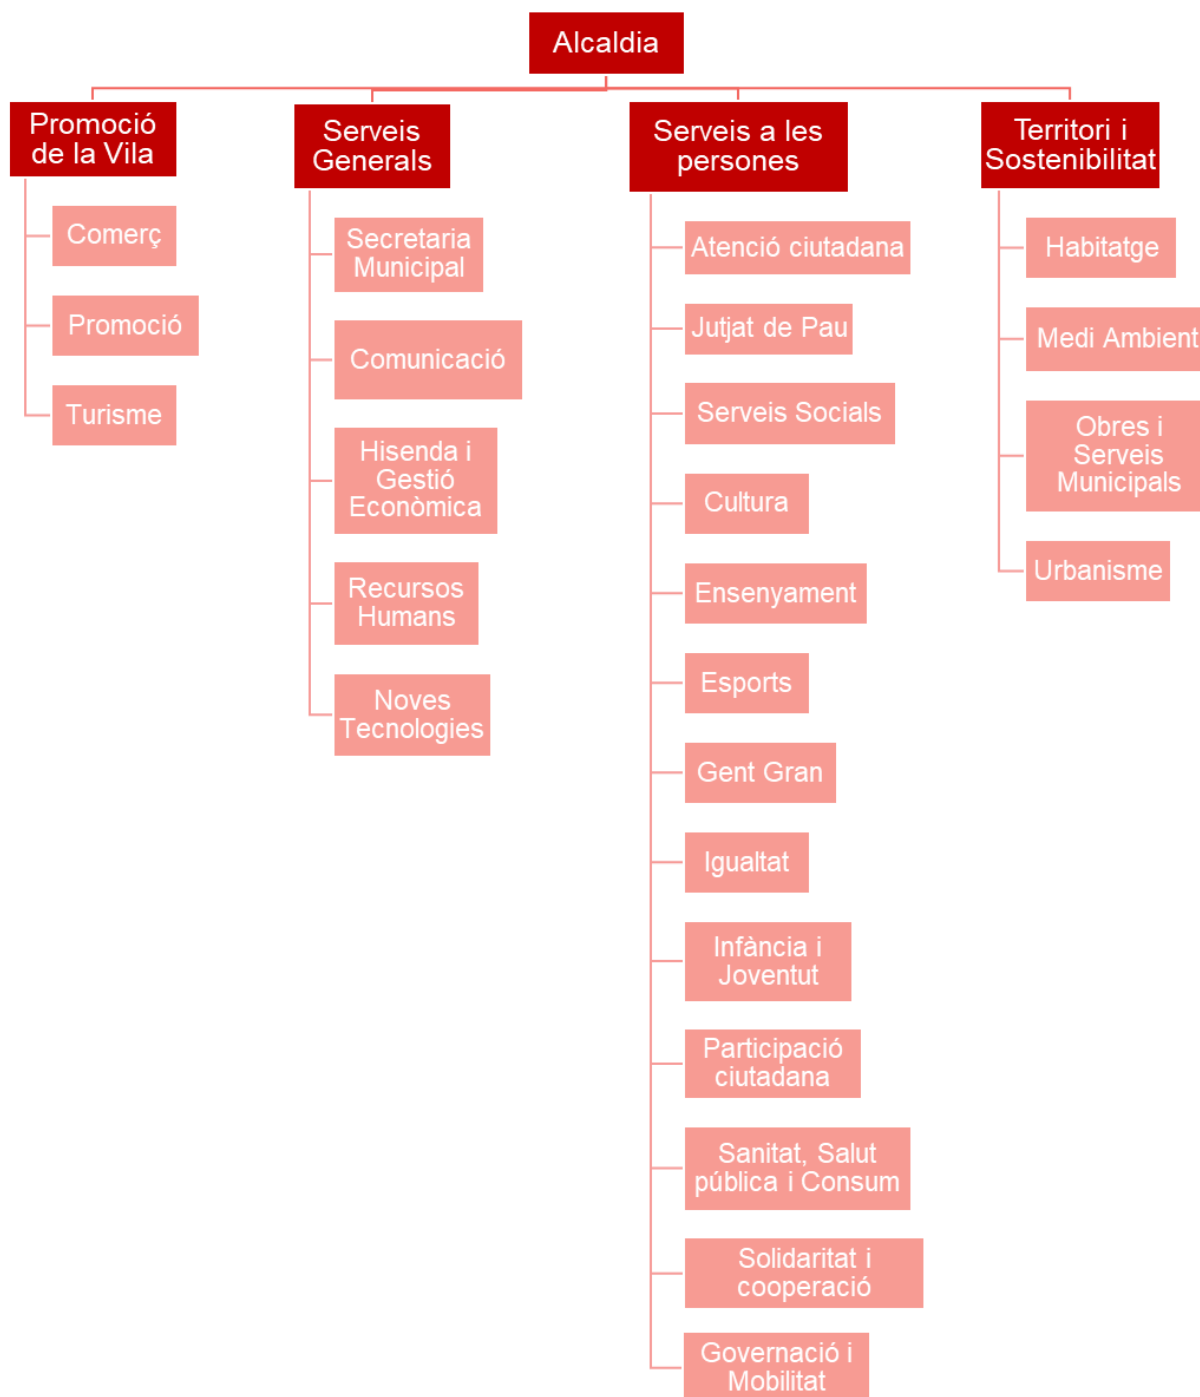 Alcaldia
Promoció
de la Vila
Comerç
Promoció
Turisme
Serveis
Generals
Secretaria
Municipal
Comunicació
Hisenda i
Gestió
Econòmica
Recursos
Humans
Noves
Tecnologies
Serveis a les
persones
Atenció ciutadana
Jutjat de Pau
Serveis Socials
Cultura
Ensenyament
Esports
Gent Gran
Igualtat
Infància i
Joventut
Participació
ciutadana
Sanitat, Salut
pública i Consum
Solidaritat i
cooperació
Governació i
Mobilitat
Territori i
Sostenibilitat
Habitatge
Medi Ambient
Obres i
Serveis
Municipals
Urbanisme